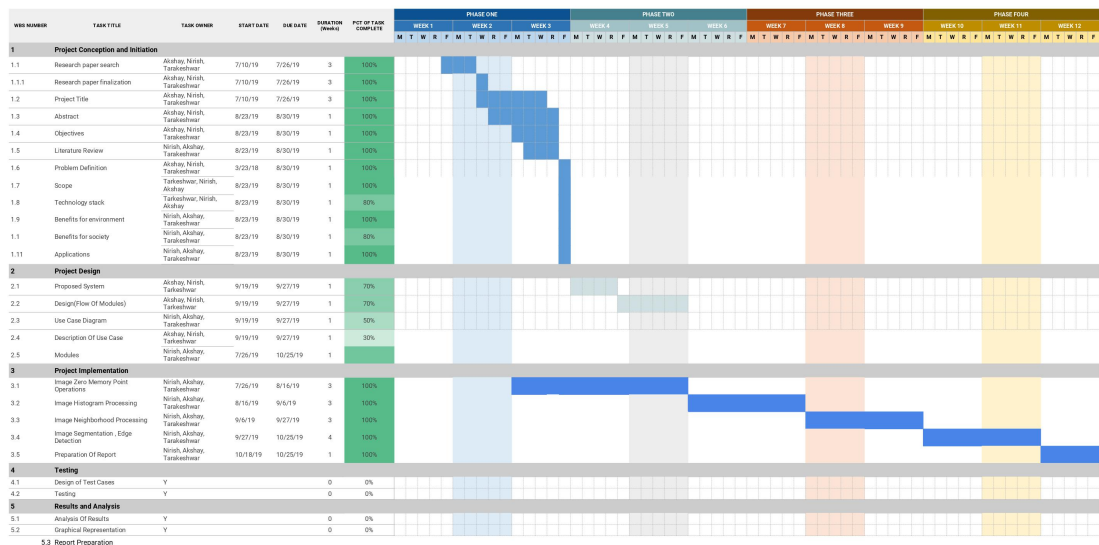 PHASE ONE PHASE TWO PHASE THREE PHASE FOUR
WBS NUMBER TASK TITLE TASK OWNER START DATE DUE DATE DURATION (Weeks) PCT OF TASK COMPLETE WEEK 1 WEEK 2 WEEK 3 WEEK 4 WEEK 5 WEEK 6 WEEK 7 WEEK 8 WEEK 9 WEEK 10 WEEK 11 WEEK 12
M T W R F M T W R F M T W R F M T W R F M T W R F M T W R F M T W R F M T W R F M T W R F M T W R F M T W R F M T W R F
1 Project Conception and Initiation
1.1 Research paper search Akshay, Nirish, Tarakeshwar 7/10/19 7/26/19 3 100%
1.1.1 Research paper finalization Akshay, Nirish, Tarakeshwar 7/10/19 7/26/19 3 100%
1.2 Project Title Akshay, Nirish, Tarakeshwar 7/10/19 7/26/19 3 100%
1.3 Abstract Akshay, Nirish, Tarakeshwar 8/23/19 8/30/19 1 100%
1.4 Objectives Akshay, Nirish, Tarakeshwar 8/23/19 8/30/19 1 100%
1.5 Literature Review Nirish, Akshay, Tarakeshwar 8/23/19 8/30/19 1 100%
1.6 Problem Definition Akshay, Nirish, Tarakeshwar 3/23/18 8/30/19 1 100%
1.7 Scope Tarkeshwar, Nirish, Akshay 8/23/19 8/30/19 1 100%
1.8 Technology stack Tarkeshwar, Nirish, Akshay 8/23/19 8/30/19 1 80%
1.9 Benefits for environment Nirish, Akshay, Tarakeshwar 8/23/19 8/30/19 1 100%
1.1 Benefits for society Nirish, Akshay, Tarakeshwar 8/23/19 8/30/19 1 80%
1.11 Applications Nirish, Akshay, Tarakeshwar 8/23/19 8/30/19 1 100%
2 Project Design
2.1 Proposed System Akshay, Nirish, Tarkeshwar 9/19/19 9/27/19 1 70%
2.2 Design(Flow Of Modules) Akshay, Nirish, Tarkeshwar 9/19/19 9/27/19 1 70%
2.3 Use Case Diagram Nirish, Akshay, Tarakeshwar 9/19/19 9/27/19 1 50%
2.4 Description Of Use Case Akshay, Nirish, Tarkeshwar 9/19/19 9/27/19 1 30%
2.5 Modules Nirish, Akshay, Tarakeshwar 7/26/19 10/25/19 1
3 Project Implementation
3.1 Image Zero Memory Point Operations Nirish, Akshay, Tarakeshwar 7/26/19 8/16/19 3 100%
3.2 Image Histogram Processing Nirish, Akshay, Tarakeshwar 8/16/19 9/6/19 3 100%
3.3 Image Neighborhood Processing Nirish, Akshay, Tarakeshwar 9/6/19 9/27/19 3 100%
3.4 Image Segmentation , Edge Detection Nirish, Akshay, Tarakeshwar 9/27/19 10/25/19 4 100%
3.5 Preparation Of Report Nirish, Akshay, Tarakeshwar 10/18/19 10/25/19 1 100%
4 Testing
4.1 Design of Test Cases Y 0 0%
4.2 Testing Y 0 0%
5 Results and Analysis
5.1 Analysis Of Results Y 0 0%
5.2 Graphical Representation Y 0 0%
5.3 Report Preparation